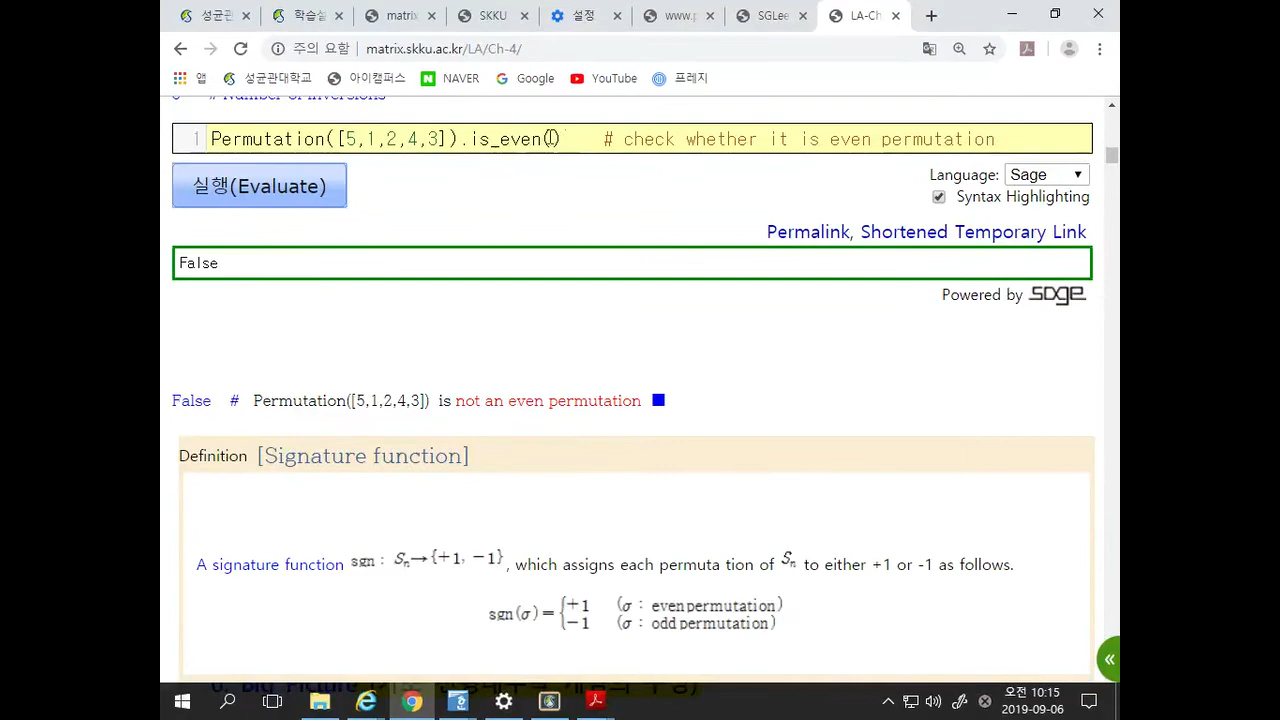 성균관
학습실
matrix
SKKU
설정
www.p
SGLee
LA-Ch
주의 요함
matrix.skku.ac.kr/LA/Ch-4/
앱
성균관대학교
아이캠퍼스
NAVER
Google
YouTube
프레지
# Number of inversions
1 Permutation([5,1,2,4,3]).is_even() # check whether it is even permutation
실행(Evaluate)
Language: Sage
Syntax Highlighting
Permalink, Shortened Temporary Link
False
Powered by sage
False # Permutation([5,1,2,4,3]) is not an even permutation
Definition [Signature function]
A signature function sgn : Sₙ→{+1, −1}, which assigns each permuta tion of Sₙ to either +1 or -1 as follows.
sgn(σ) = { +1 (σ : even permutation)
−1 (σ : odd permutation)
오전 10:15
2019-09-06